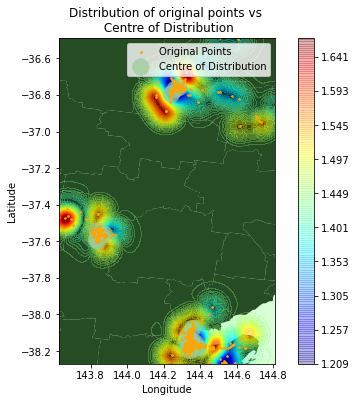 Distribution of original points vs
Centre of Distribution
Original Points
Centre of Distribution
−36.6
−36.8
−37.0
−37.2
−37.4
−37.6
−37.8
−38.0
−38.2
Latitude
143.8 144.0 144.2 144.4 144.6 144.8
Longitude
1.641
1.593
1.545
1.497
1.449
1.401
1.353
1.305
1.257
1.209